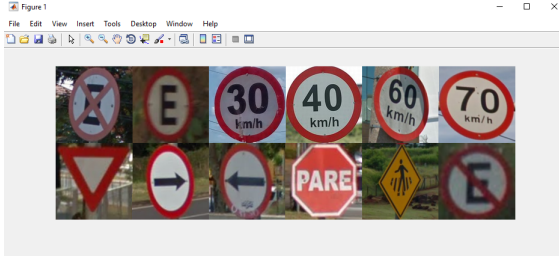 Figure 1
File Edit View Insert Tools Desktop Window Help
E E 30 40 60 70
km/h km/h km/h km/h
PARE E